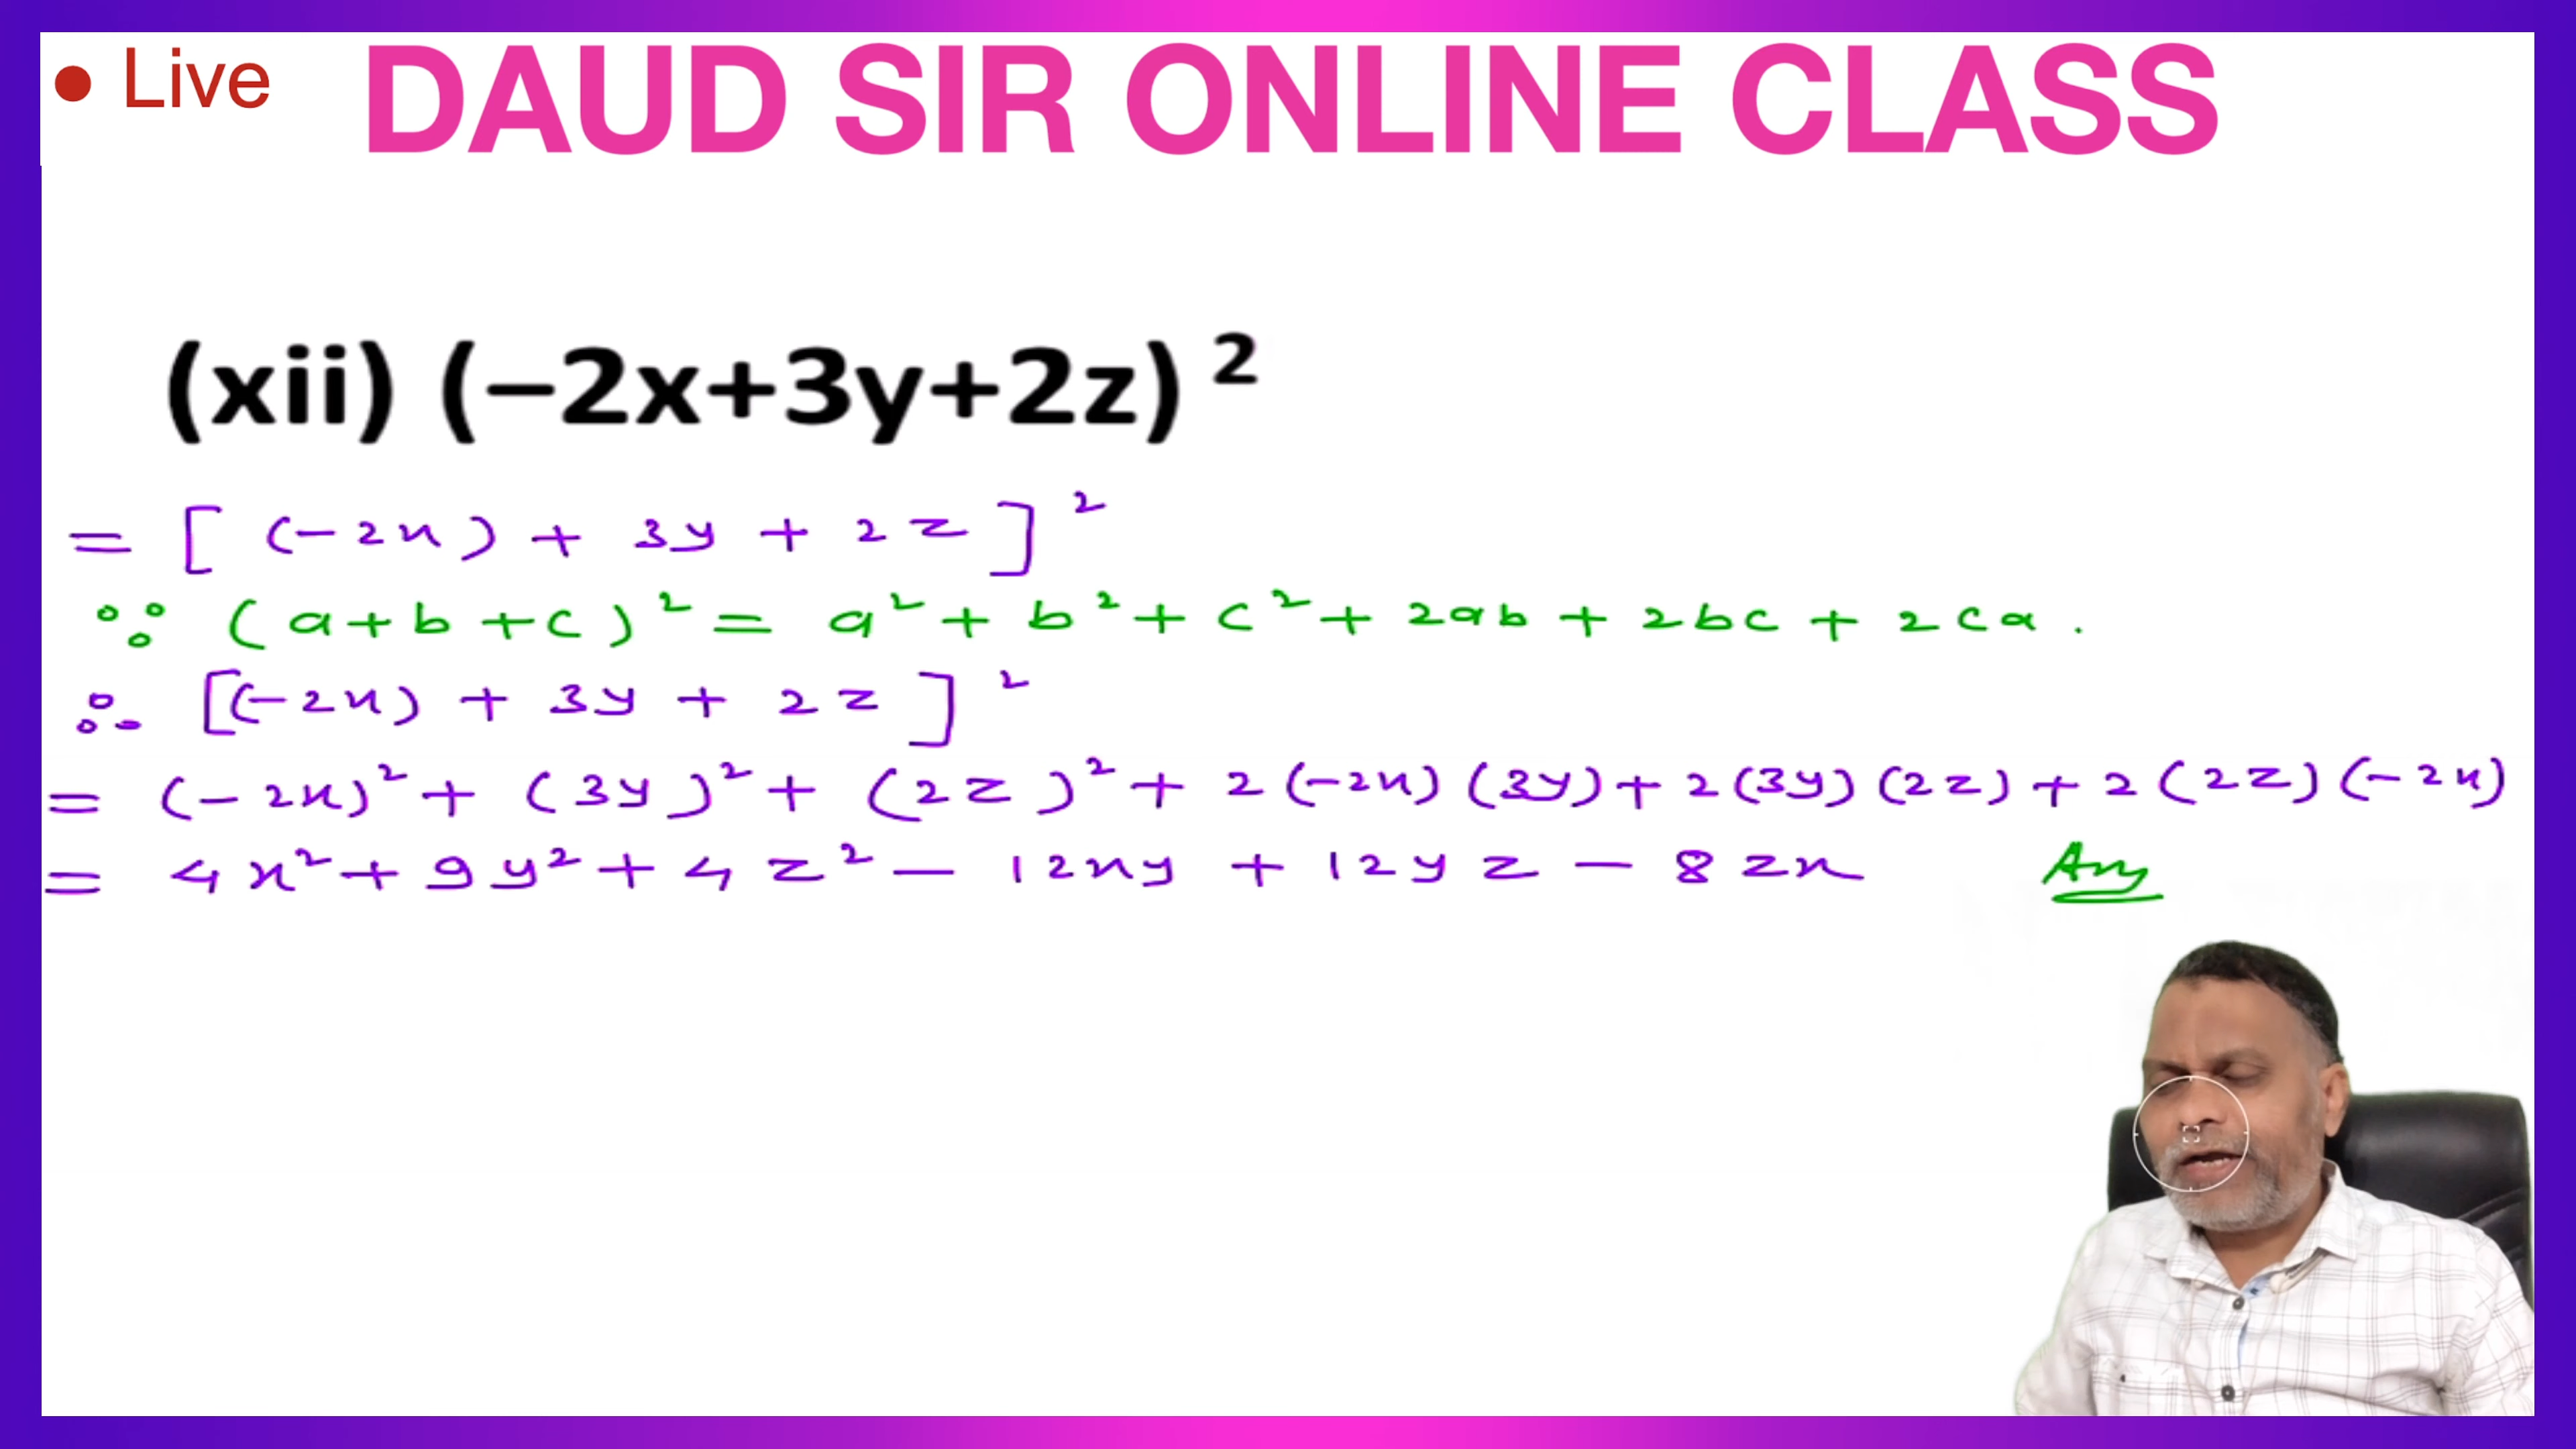 • Live DAUD SIR ONLINE CLASS
(xii) (−2x+3y+2z) ²
= [ (−2x) + 3y + 2z ]²
∵ (a+b+c)² = a² + b² + c² + 2ab + 2bc + 2ca .
∴ [(−2x) + 3y + 2z ]²
= (−2x)² + (3y)² + (2z)² + 2(−2x)(3y) + 2(3y)(2z) + 2(2z)(−2x)
= 4x² + 9y² + 4z² − 12xy + 12yz − 8zx Ans